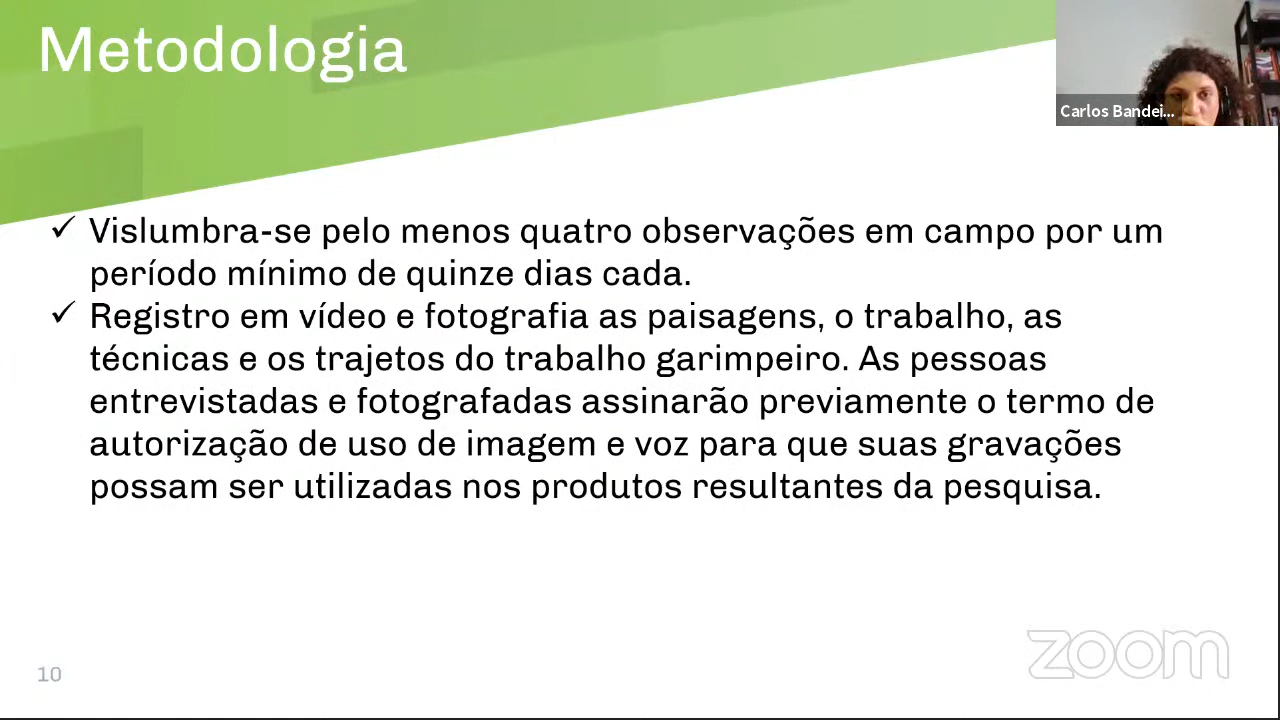 Metodologia
Carlos Bandei...
✓ Vislumbra-se pelo menos quatro observações em campo por um
período mínimo de quinze dias cada.
✓ Registro em vídeo e fotografia as paisagens, o trabalho, as
técnicas e os trajetos do trabalho garimpeiro. As pessoas
entrevistadas e fotografadas assinarão previamente o termo de
autorização de uso de imagem e voz para que suas gravações
possam ser utilizadas nos produtos resultantes da pesquisa.
10
zoom